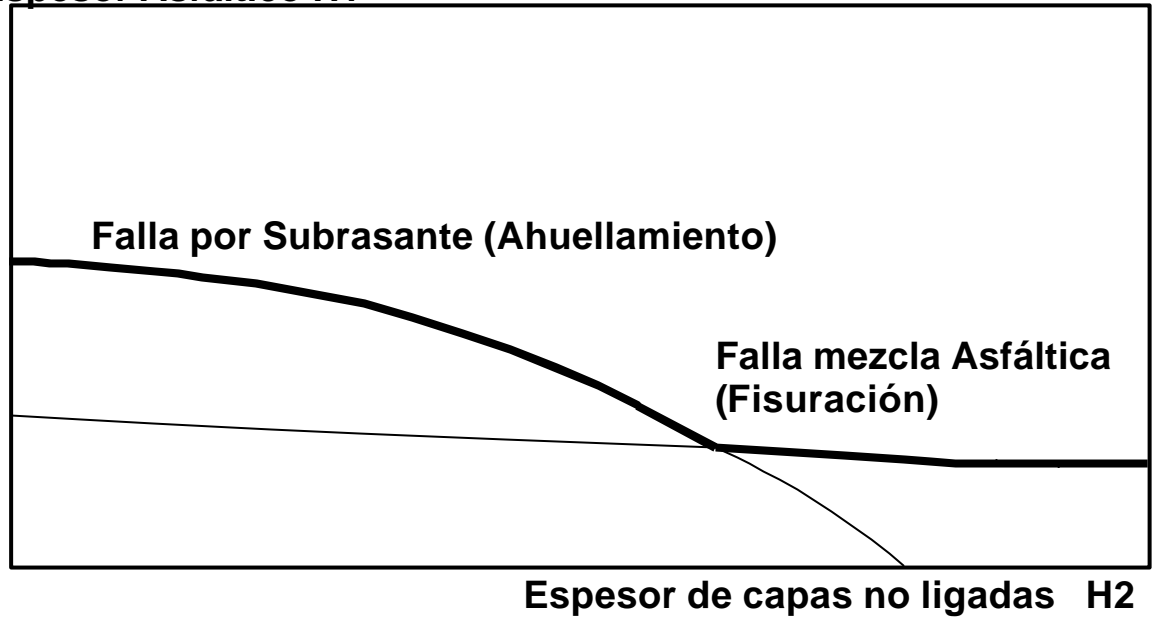 Falla por Subrasante (Ahuellamiento)
Falla mezcla Asfáltica
(Fisuración)
Espesor de capas no ligadas H2